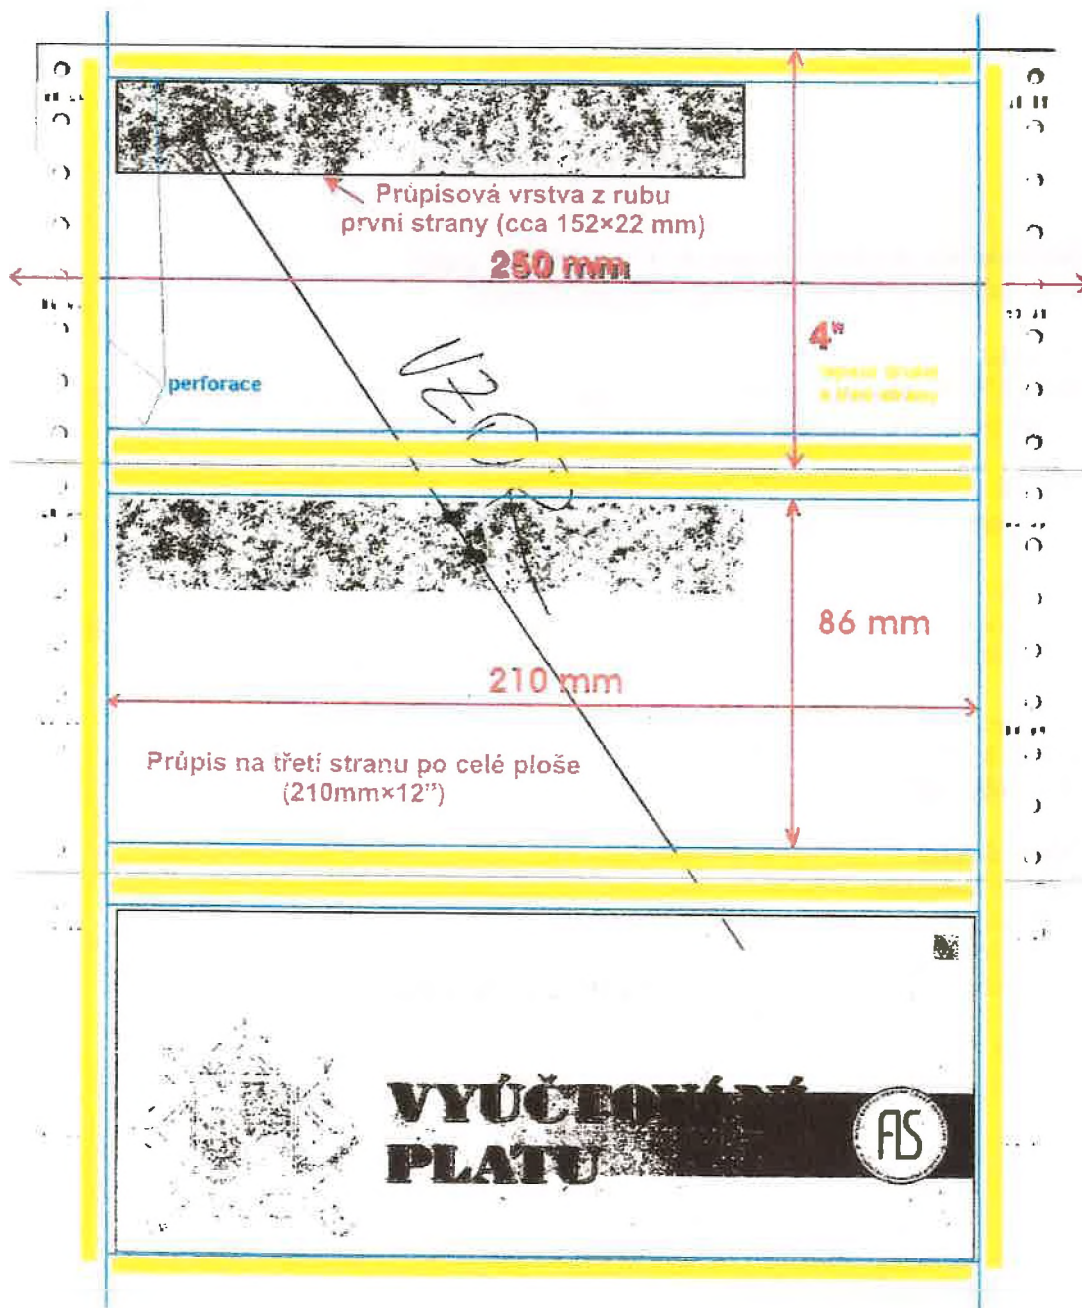 Průpisová vrstva z rubu
první strany (cca 152×22 mm)
250 mm
4"
perforace
VZOR
86 mm
210 mm
Průpis na třetí stranu po celé ploše
(210mm×12")
VYÚČTOVÁNÍ
PLATU
FIS